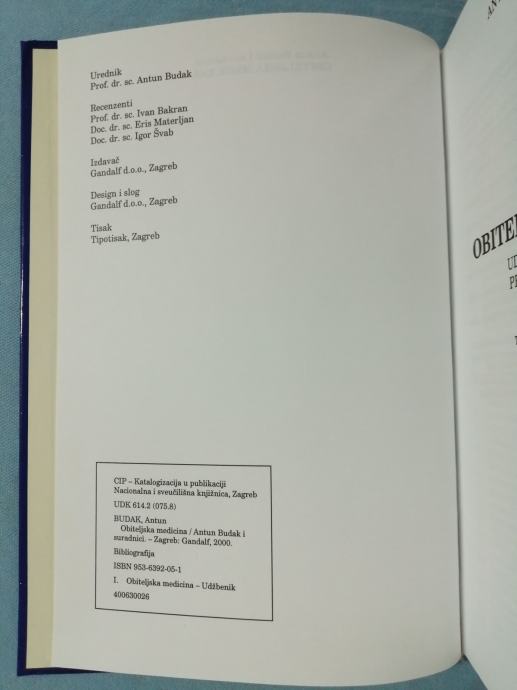 Urednik
Prof. dr. sc. Antun Budak
Recenzenti
Prof. dr. sc. Ivan Bakran
Doc. dr. sc. Eris Materljan
Doc. dr. sc. Igor Švab
Izdavač
Gandalf d.o.o., Zagreb
Design i slog
Gandalf d.o.o., Zagreb
Tisak
Tipotisak, Zagreb
CIP – Katalogizacija u publikaciji
Nacionalna i sveučilišna knjižnica, Zagreb
UDK 614.2 (075.8)
BUDAK, Antun
Obiteljska medicina / Antun Budak i
suradnici. – Zagreb: Gandalf, 2000.
Bibliografija
ISBN 953-6392-05-1
I. Obiteljska medicina – Udžbenik
400630026